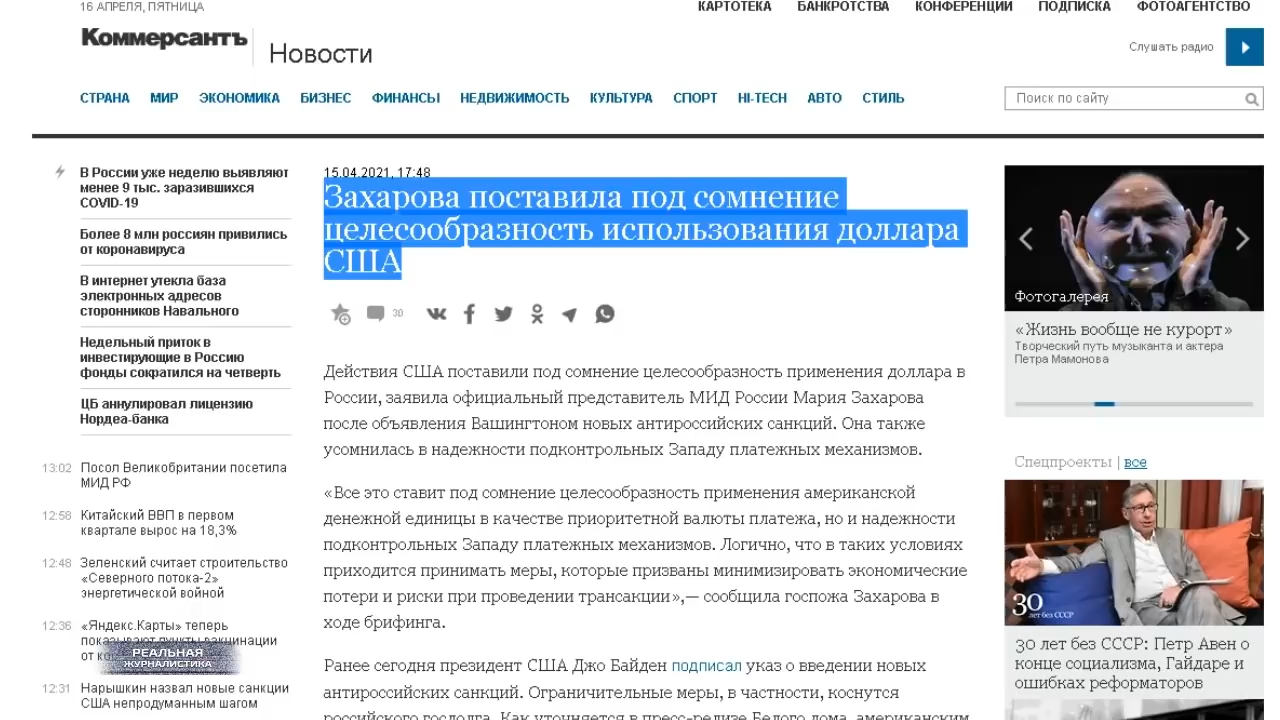 16 АПРЕЛЯ, ПЯТНИЦА
КАРТОТЕКА БАНКРОТСТВА КОНФЕРЕНЦИИ ПОДПИСКА ФОТОАГЕНТСТВО
Коммерсантъ
Новости
Слушать радио
СТРАНА МИР ЭКОНОМИКА БИЗНЕС ФИНАНСЫ НЕДВИЖИМОСТЬ КУЛЬТУРА СПОРТ HI-TECH АВТО СТИЛЬ
Поиск по сайту
В России уже неделю выявляют
менее 9 тыс. заразившихся
COVID-19
Более 8 млн россиян привились
от коронавируса
В интернет утекла база
электронных адресов
сторонников Навального
Недельный приток в
инвестирующие в Россию
фонды сократился на четверть
ЦБ аннулировал лицензию
Нордеа-банка
13:02 Посол Великобритании посетила
МИД РФ
12:58 Китайский ВВП в первом
квартале вырос на 18,3%
12:48 Зеленский считает строительство
«Северного потока-2»
энергетической войной
12:36 «Яндекс.Карты» теперь
показывают пункты вакцинации
от
РЕАЛЬНАЯ
ЖУРНАЛИСТИКА
12:31 Нарышкин назвал новые санкции
США непродуманным шагом
15.04.2021, 17:48
Захарова поставила под сомнение
целесообразность использования доллара
США
30
Действия США поставили под сомнение целесообразность применения доллара в
России, заявила официальный представитель МИД России Мария Захарова
после объявления Вашингтоном новых антироссийских санкций. Она также
усомнилась в надежности подконтрольных Западу платежных механизмов.
«Все это ставит под сомнение целесообразность применения американской
денежной единицы в качестве приоритетной валюты платежа, но и надежности
подконтрольных Западу платежных механизмов. Логично, что в таких условиях
приходится принимать меры, которые призваны минимизировать экономические
потери и риски при проведении трансакции»,— сообщила госпожа Захарова в
ходе брифинга.
Ранее сегодня президент США Джо Байден подписал указ о введении новых
антироссийских санкций. Ограничительные меры, в частности, коснутся
российского госдолга. Как уточняется в пресс-релизе Белого дома, американским
Фотогалерея
«Жизнь вообще не курорт»
Творческий путь музыканта и актера
Петра Мамонова
Спецпроекты | все
30
лет без СССР
30 лет без СССР: Петр Авен о
конце социализма, Гайдаре и
ошибках реформаторов